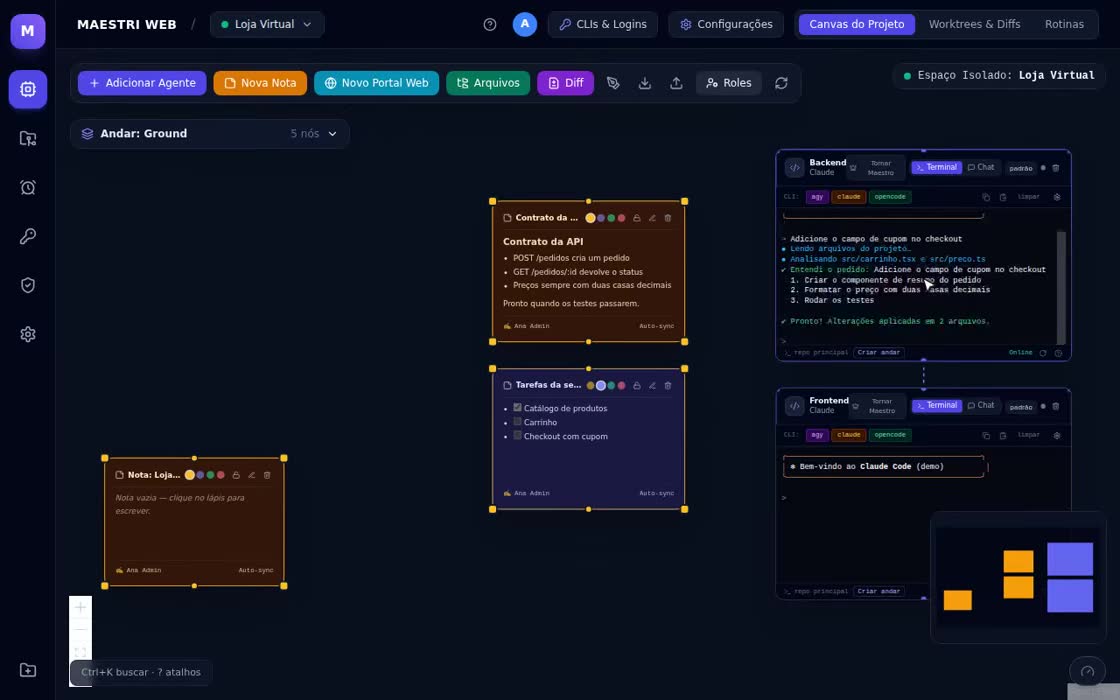 M
MAESTRI WEB / Loja Virtual
A
CLIs & Logins
Configurações
Canvas do Projeto
Worktrees & Diffs
Rotinas
Adicionar Agente
Nova Nota
Novo Portal Web
Arquivos
Diff
Roles
Espaço Isolado: Loja Virtual
Andar: Ground
5 nós
Contrato da ...
Contrato da API
• POST /pedidos cria um pedido
• GET /pedidos/:id devolve o status
• Preços sempre com duas casas decimais
Pronto quando os testes passarem.
Ana Admin
Auto-sync
Tarefas da se...
• Catálogo de produtos
• Carrinho
• Checkout com cupom
Ana Admin
Auto-sync
Nota: Loja...
Nota vazia — clique no lápis para
escrever.
Ana Admin
Auto-sync
Backend
Claude
Tornar
Maestro
Terminal
Chat
padrão
CLI: agy claude opencode
limpar
Adicione o campo de cupom no checkout
Lendo arquivos do projeto…
Analisando src/carrinho.tsx e src/preco.ts
✔ Entendi o pedido: Adicione o campo de cupom no checkout
1. Criar o componente de resumo do pedido
2. Formatar o preço com duas casas decimais
3. Rodar os testes
✔ Pronto! Alterações aplicadas em 2 arquivos.
>
repo principal
Criar andar
Online
Frontend
Claude
Tornar
Maestro
Terminal
Chat
padrão
CLI: agy claude opencode
limpar
✻ Bem-vindo ao Claude Code (demo)
>
repo principal
Criar andar
Ctrl+K buscar · ? atalhos